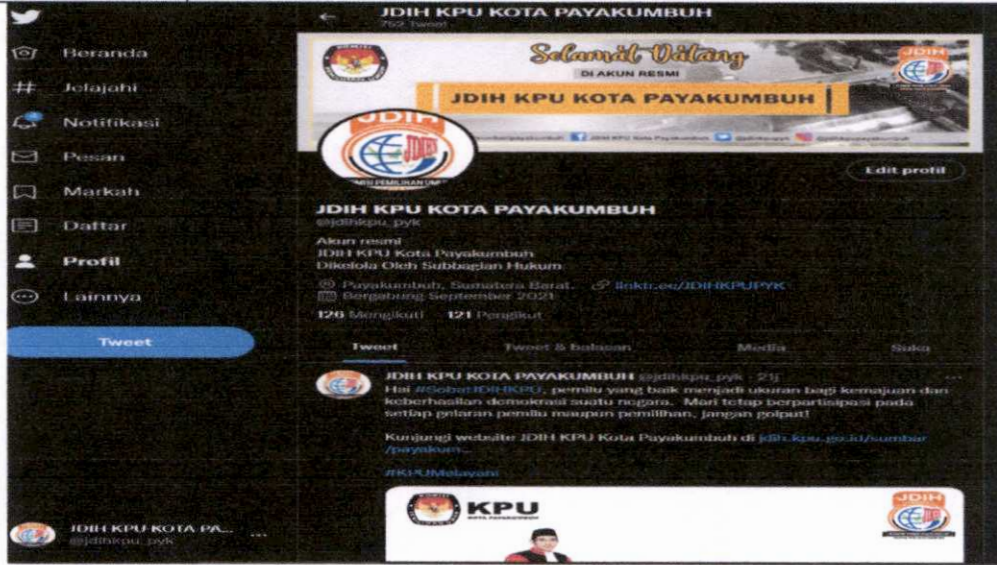 JDIH KPU KOTA PAYAKUMBUH
752 Tweet
Beranda
Jelajahi
Notifikasi
Pesan
Markah
Daftar
Profil
Lainnya
Tweet
JDIH KPU KOTA PA...
@jdihkpu_pyk
Selamat Datang
DI AKUN RESMI
JDIH KPU KOTA PAYAKUMBUH
JDIH
JDIH
Edit profil
JDIH KPU KOTA PAYAKUMBUH
@jdihkpu_pyk
Akun resmi
JDIH KPU Kota Payakumbuh
Dikelola Oleh Subbagian Hukum
Payakumbuh, Sumatera Barat. linktr.ee/JDIHKPUPYK
Bergabung September 2021
126 Mengikuti 121 Pengikut
Tweet Tweet & balasan Media Suka
JDIH KPU KOTA PAYAKUMBUH @jdihkpu_pyk · 21j
Hai #SobatJDIHKPU, pemilu yang baik menjadi ukuran bagi kemajuan dan
keberhasilan demokrasi suatu negara. Mari tetap berpartisipasi pada
setiap gelaran pemilu maupun pemilihan, jangan golput!
Kunjungi website JDIH KPU Kota Payakumbuh di jdih.kpu.go.id/sumbar
/payakum...
#KPUMelayani
KPU
KOTA PAYAKUMBUH
JDIH